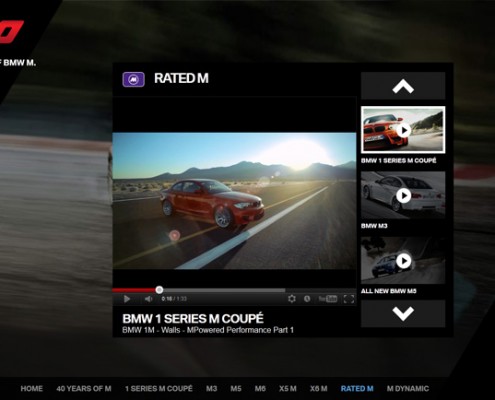 F BMW M.
RATED M
BMW 1 SERIES M COUPÉ
BMW M3
ALL NEW BMW M5
0:16 / 1:33
You Tube
BMW 1 SERIES M COUPÉ
BMW 1M - Walls - MPowered Performance Part 1
HOME 40 YEARS OF M 1 SERIES M COUPÉ M3 M5 M6 X5 M X6 M RATED M M DYNAMIC